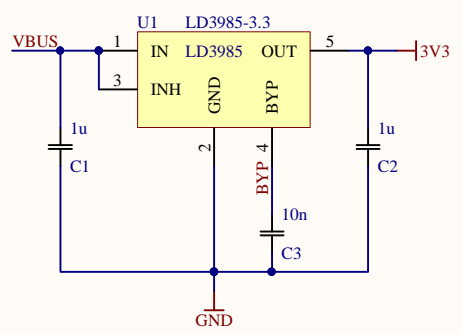 U1 LD3985-3.3
VBUS 1 IN LD3985 OUT 5 3V3
3 INH GND BYP
2 4
1u BYP 1u
C1 C2
10n
C3
GND